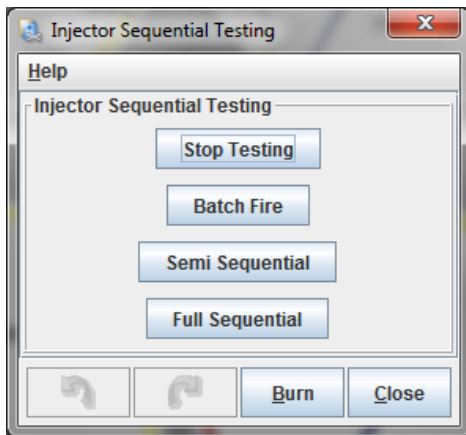 Injector Sequential Testing
Help
Injector Sequential Testing
Stop Testing
Batch Fire
Semi Sequential
Full Sequential
Burn Close